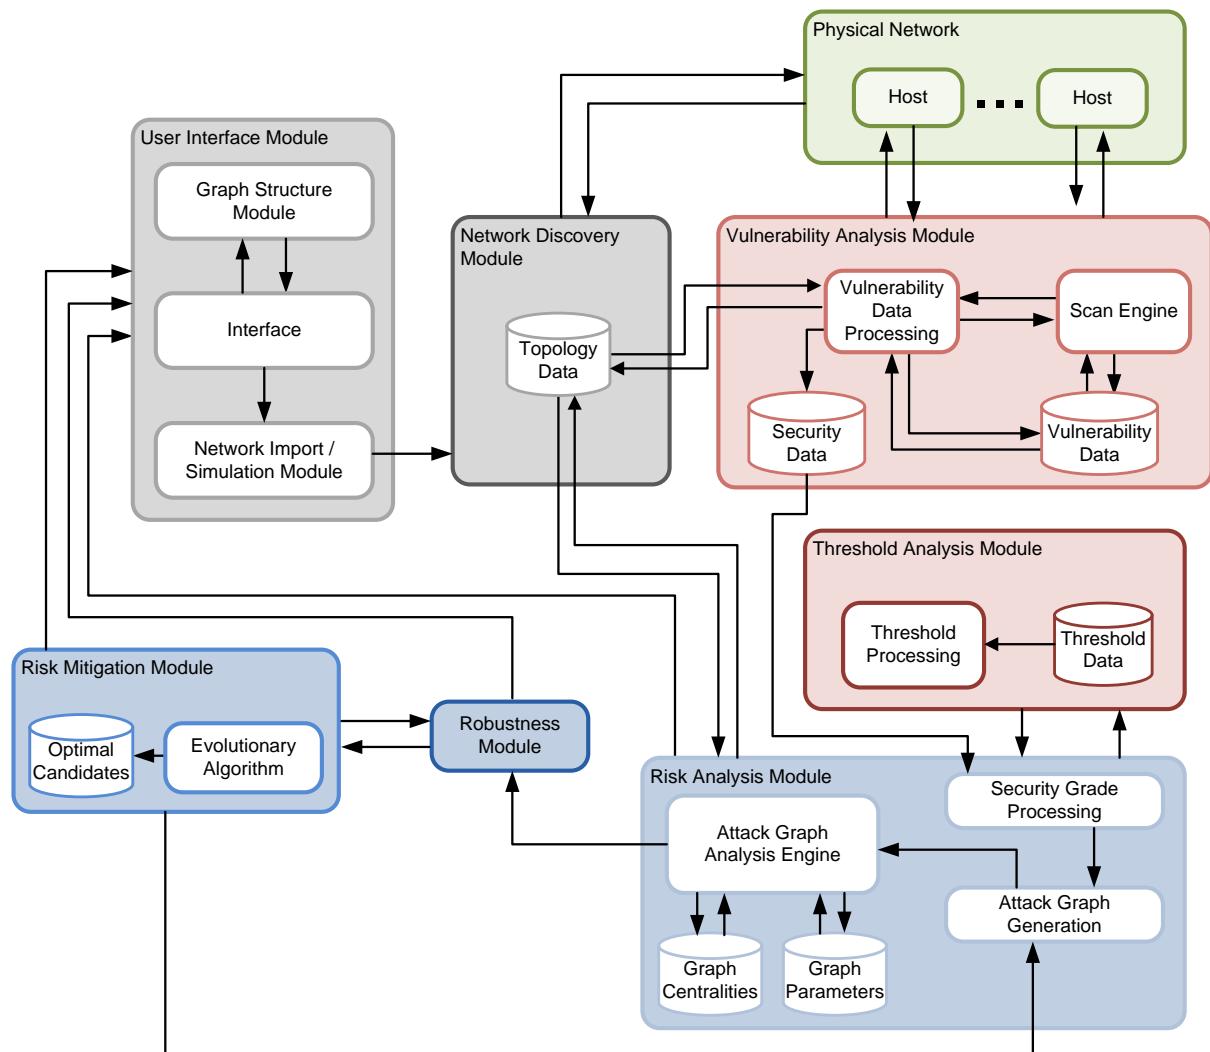 Physical Network
Host
Host
User Interface Module
Graph Structure
Module
Interface
Network Import /
Simulation Module
Network Discovery
Module
Topology
Data
Vulnerability Analysis Module
Vulnerability
Data
Processing
Scan Engine
Security
Data
Vulnerability
Data
Threshold Analysis Module
Threshold
Processing
Threshold
Data
Risk Mitigation Module
Optimal
Candidates
Evolutionary
Algorithm
Robustness
Module
Risk Analysis Module
Security Grade
Processing
Attack Graph
Analysis Engine
Attack Graph
Generation
Graph
Centralities
Graph
Parameters